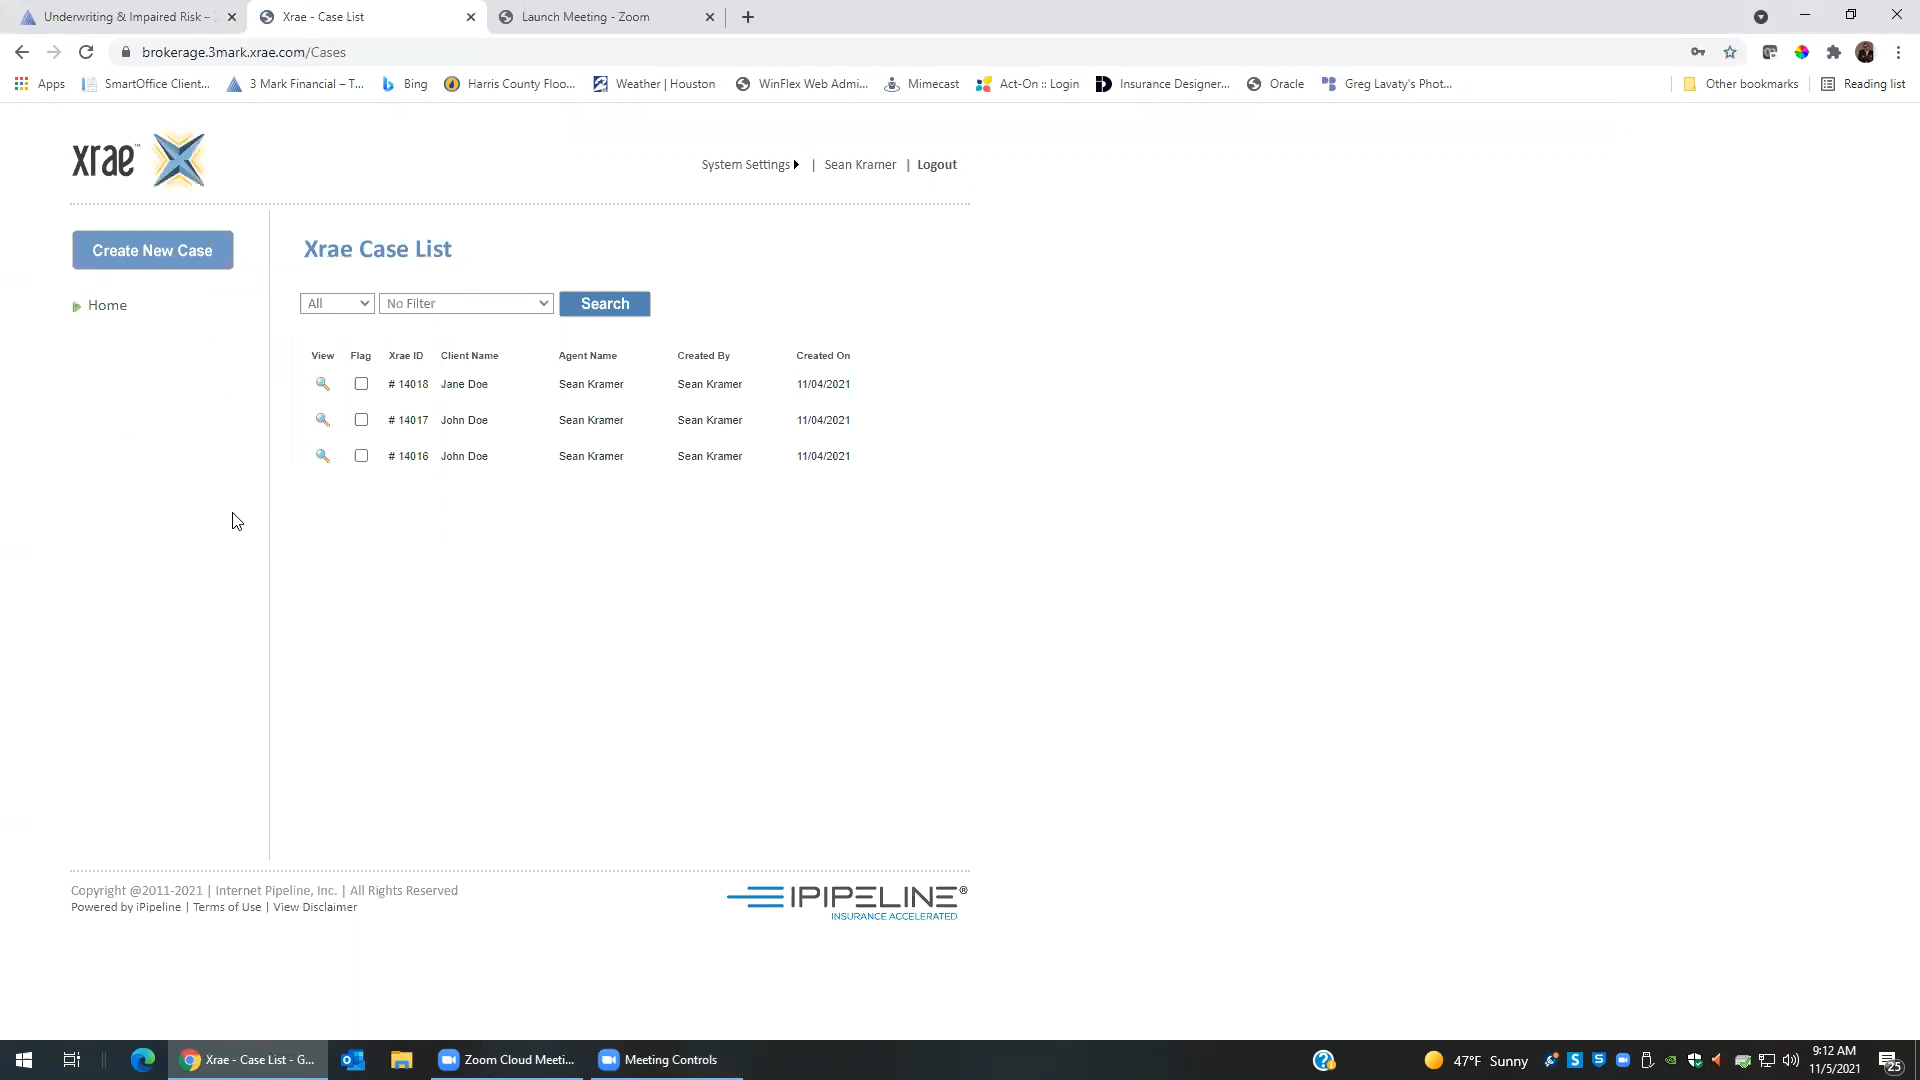 Underwriting & Impaired Risk –
Xrae - Case List
Launch Meeting - Zoom
brokerage.3mark.xrae.com/Cases
Apps
SmartOffice Client...
3 Mark Financial – T...
Bing
Harris County Floo...
Weather | Houston
WinFlex Web Admi...
Mimecast
Act-On :: Login
Insurance Designer...
Oracle
Greg Lavaty's Phot...
Other bookmarks
Reading list
xrae™
System Settings | Sean Kramer | Logout
Create New Case
Home
Xrae Case List
All No Filter Search
View Flag Xrae ID Client Name Agent Name Created By Created On
# 14018 Jane Doe Sean Kramer Sean Kramer 11/04/2021
# 14017 John Doe Sean Kramer Sean Kramer 11/04/2021
# 14016 John Doe Sean Kramer Sean Kramer 11/04/2021
Copyright @2011-2021 | Internet Pipeline, Inc. | All Rights Reserved
Powered by iPipeline | Terms of Use | View Disclaimer
IPIPELINE®
INSURANCE ACCELERATED
Xrae - Case List - G...
Zoom Cloud Meeti...
Meeting Controls
47°F Sunny
9:12 AM
11/5/2021
25